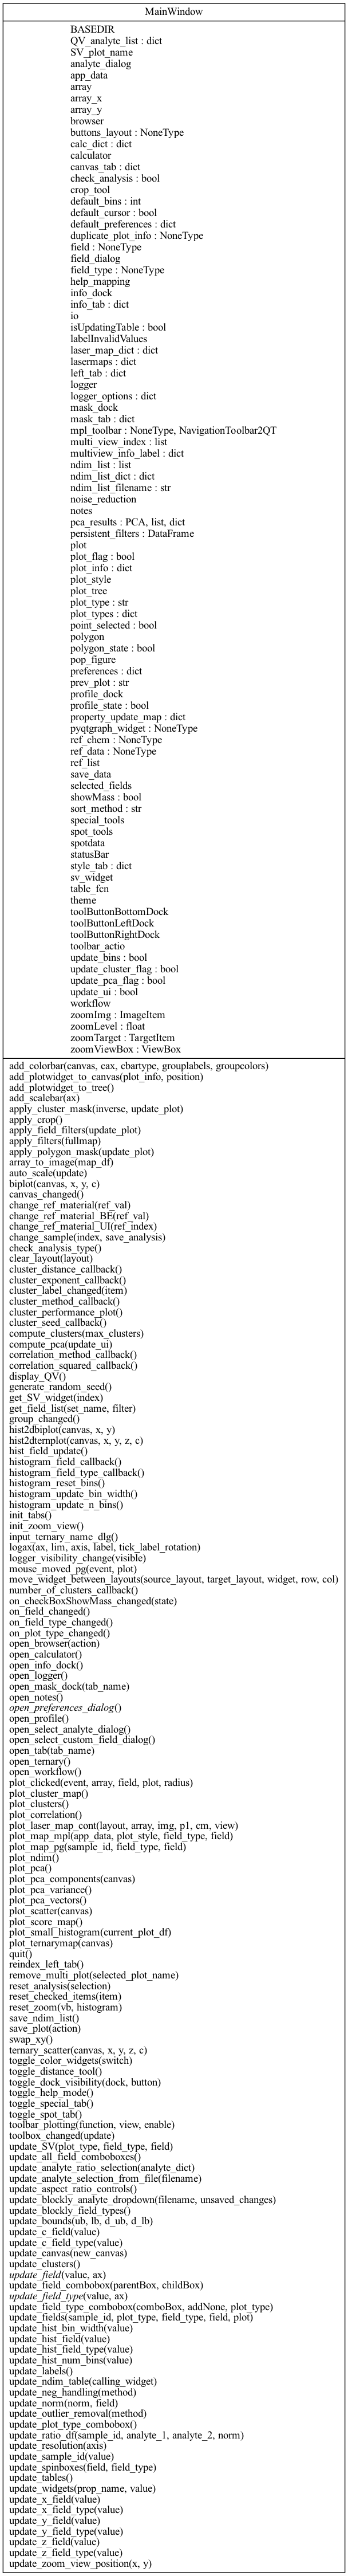 MainWindow
BASEDIR
QV_analyte_list : dict
SV_plot_name
analyte_dialog
app_data
array
array_x
array_y
browser
buttons_layout : NoneType
calc_dict : dict
calculator
canvas_tab : dict
check_analysis : bool
crop_tool
default_bins : int
default_cursor : bool
default_preferences : dict
duplicate_plot_info : NoneType
field : NoneType
field_dialog
field_type : NoneType
help_mapping
info_dock
info_tab : dict
io
isUpdatingTable : bool
labelInvalidValues
laser_map_dict : dict
lasermaps : dict
left_tab : dict
logger
logger_options : dict
mask_dock
mask_tab : dict
mpl_toolbar : NoneType, NavigationToolbar2QT
multi_view_index : list
multiview_info_label : dict
ndim_list : list
ndim_list_dict : dict
ndim_list_filename : str
noise_reduction
notes
pca_results : PCA, list, dict
persistent_filters : DataFrame
plot
plot_flag : bool
plot_info : dict
plot_style
plot_tree
plot_type : str
plot_types : dict
point_selected : bool
polygon
polygon_state : bool
pop_figure
preferences : dict
prev_plot : str
profile_dock
profile_state : bool
property_update_map : dict
pyqtgraph_widget : NoneType
ref_chem : NoneType
ref_data : NoneType
ref_list
save_data
selected_fields
showMass : bool
sort_method : str
special_tools
spot_tools
spotdata
statusBar
style_tab : dict
sv_widget
table_fcn
theme
toolButtonBottomDock
toolButtonLeftDock
toolButtonRightDock
toolbar_actio
update_bins : bool
update_cluster_flag : bool
update_pca_flag : bool
update_ui : bool
workflow
zoomImg : ImageItem
zoomLevel : float
zoomTarget : TargetItem
zoomViewBox : ViewBox
add_colorbar(canvas, cax, cbartype, grouplabels, groupcolors)
add_plotwidget_to_canvas(plot_info, position)
add_plotwidget_to_tree()
add_scalebar(ax)
apply_cluster_mask(inverse, update_plot)
apply_crop()
apply_field_filters(update_plot)
apply_filters(fullmap)
apply_polygon_mask(update_plot)
array_to_image(map_df)
auto_scale(update)
biplot(canvas, x, y, c)
canvas_changed()
change_ref_material(ref_val)
change_ref_material_BE(ref_val)
change_ref_material_UI(ref_index)
change_sample(index, save_analysis)
check_analysis_type()
clear_layout(layout)
cluster_distance_callback()
cluster_exponent_callback()
cluster_label_changed(item)
cluster_method_callback()
cluster_performance_plot()
cluster_seed_callback()
compute_clusters(max_clusters)
compute_pca(update_ui)
correlation_method_callback()
correlation_squared_callback()
display_QV()
generate_random_seed()
get_SV_widget(index)
get_field_list(set_name, filter)
group_changed()
hist2dbiplot(canvas, x, y)
hist2dternplot(canvas, x, y, z, c)
hist_field_update()
histogram_field_callback()
histogram_field_type_callback()
histogram_reset_bins()
histogram_update_bin_width()
histogram_update_n_bins()
init_tabs()
init_zoom_view()
input_ternary_name_dlg()
logax(ax, lim, axis, label, tick_label_rotation)
logger_visibility_change(visible)
mouse_moved_pg(event, plot)
move_widget_between_layouts(source_layout, target_layout, widget, row, col)
number_of_clusters_callback()
on_checkBoxShowMass_changed(state)
on_field_changed()
on_field_type_changed()
on_plot_type_changed()
open_browser(action)
open_calculator()
open_info_dock()
open_logger()
open_mask_dock(tab_name)
open_notes()
open_preferences_dialog()
open_profile()
open_select_analyte_dialog()
open_select_custom_field_dialog()
open_tab(tab_name)
open_ternary()
open_workflow()
plot_clicked(event, array, field, plot, radius)
plot_cluster_map()
plot_clusters()
plot_correlation()
plot_laser_map_cont(layout, array, img, p1, cm, view)
plot_map_mpl(app_data, plot_style, field_type, field)
plot_map_pg(sample_id, field_type, field)
plot_ndim()
plot_pca()
plot_pca_components(canvas)
plot_pca_variance()
plot_pca_vectors()
plot_scatter(canvas)
plot_score_map()
plot_small_histogram(current_plot_df)
plot_ternarymap(canvas)
quit()
reindex_left_tab()
remove_multi_plot(selected_plot_name)
reset_analysis(selection)
reset_checked_items(item)
reset_zoom(vb, histogram)
save_ndim_list()
save_plot(action)
swap_xy()
ternary_scatter(canvas, x, y, z, c)
toggle_color_widgets(switch)
toggle_distance_tool()
toggle_dock_visibility(dock, button)
toggle_help_mode()
toggle_special_tab()
toggle_spot_tab()
toolbar_plotting(function, view, enable)
toolbox_changed(update)
update_SV(plot_type, field_type, field)
update_all_field_comboboxes()
update_analyte_ratio_selection(analyte_dict)
update_analyte_selection_from_file(filename)
update_aspect_ratio_controls()
update_blockly_analyte_dropdown(filename, unsaved_changes)
update_blockly_field_types()
update_bounds(ub, lb, d_ub, d_lb)
update_c_field(value)
update_c_field_type(value)
update_canvas(new_canvas)
update_clusters()
update_field(value, ax)
update_field_combobox(parentBox, childBox)
update_field_type(value, ax)
update_field_type_combobox(comboBox, addNone, plot_type)
update_fields(sample_id, plot_type, field_type, field, plot)
update_hist_bin_width(value)
update_hist_field(value)
update_hist_field_type(value)
update_hist_num_bins(value)
update_labels()
update_ndim_table(calling_widget)
update_neg_handling(method)
update_norm(norm, field)
update_outlier_removal(method)
update_plot_type_combobox()
update_ratio_df(sample_id, analyte_1, analyte_2, norm)
update_resolution(axis)
update_sample_id(value)
update_spinboxes(field, field_type)
update_tables()
update_widgets(prop_name, value)
update_x_field(value)
update_x_field_type(value)
update_y_field(value)
update_y_field_type(value)
update_z_field(value)
update_z_field_type(value)
update_zoom_view_position(x, y)